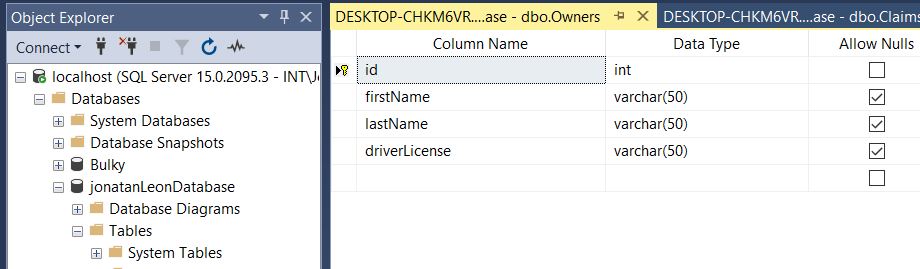 Object Explorer
Connect
localhost (SQL Server 15.0.2095.3 - INT\J
Databases
System Databases
Database Snapshots
Bulky
jonatanLeonDatabase
Database Diagrams
Tables
System Tables
DESKTOP-CHKM6VR....ase - dbo.Owners
DESKTOP-CHKM6VR....ase - dbo.Claims
Column Name Data Type Allow Nulls
id int
firstName varchar(50)
lastName varchar(50)
driverLicense varchar(50)